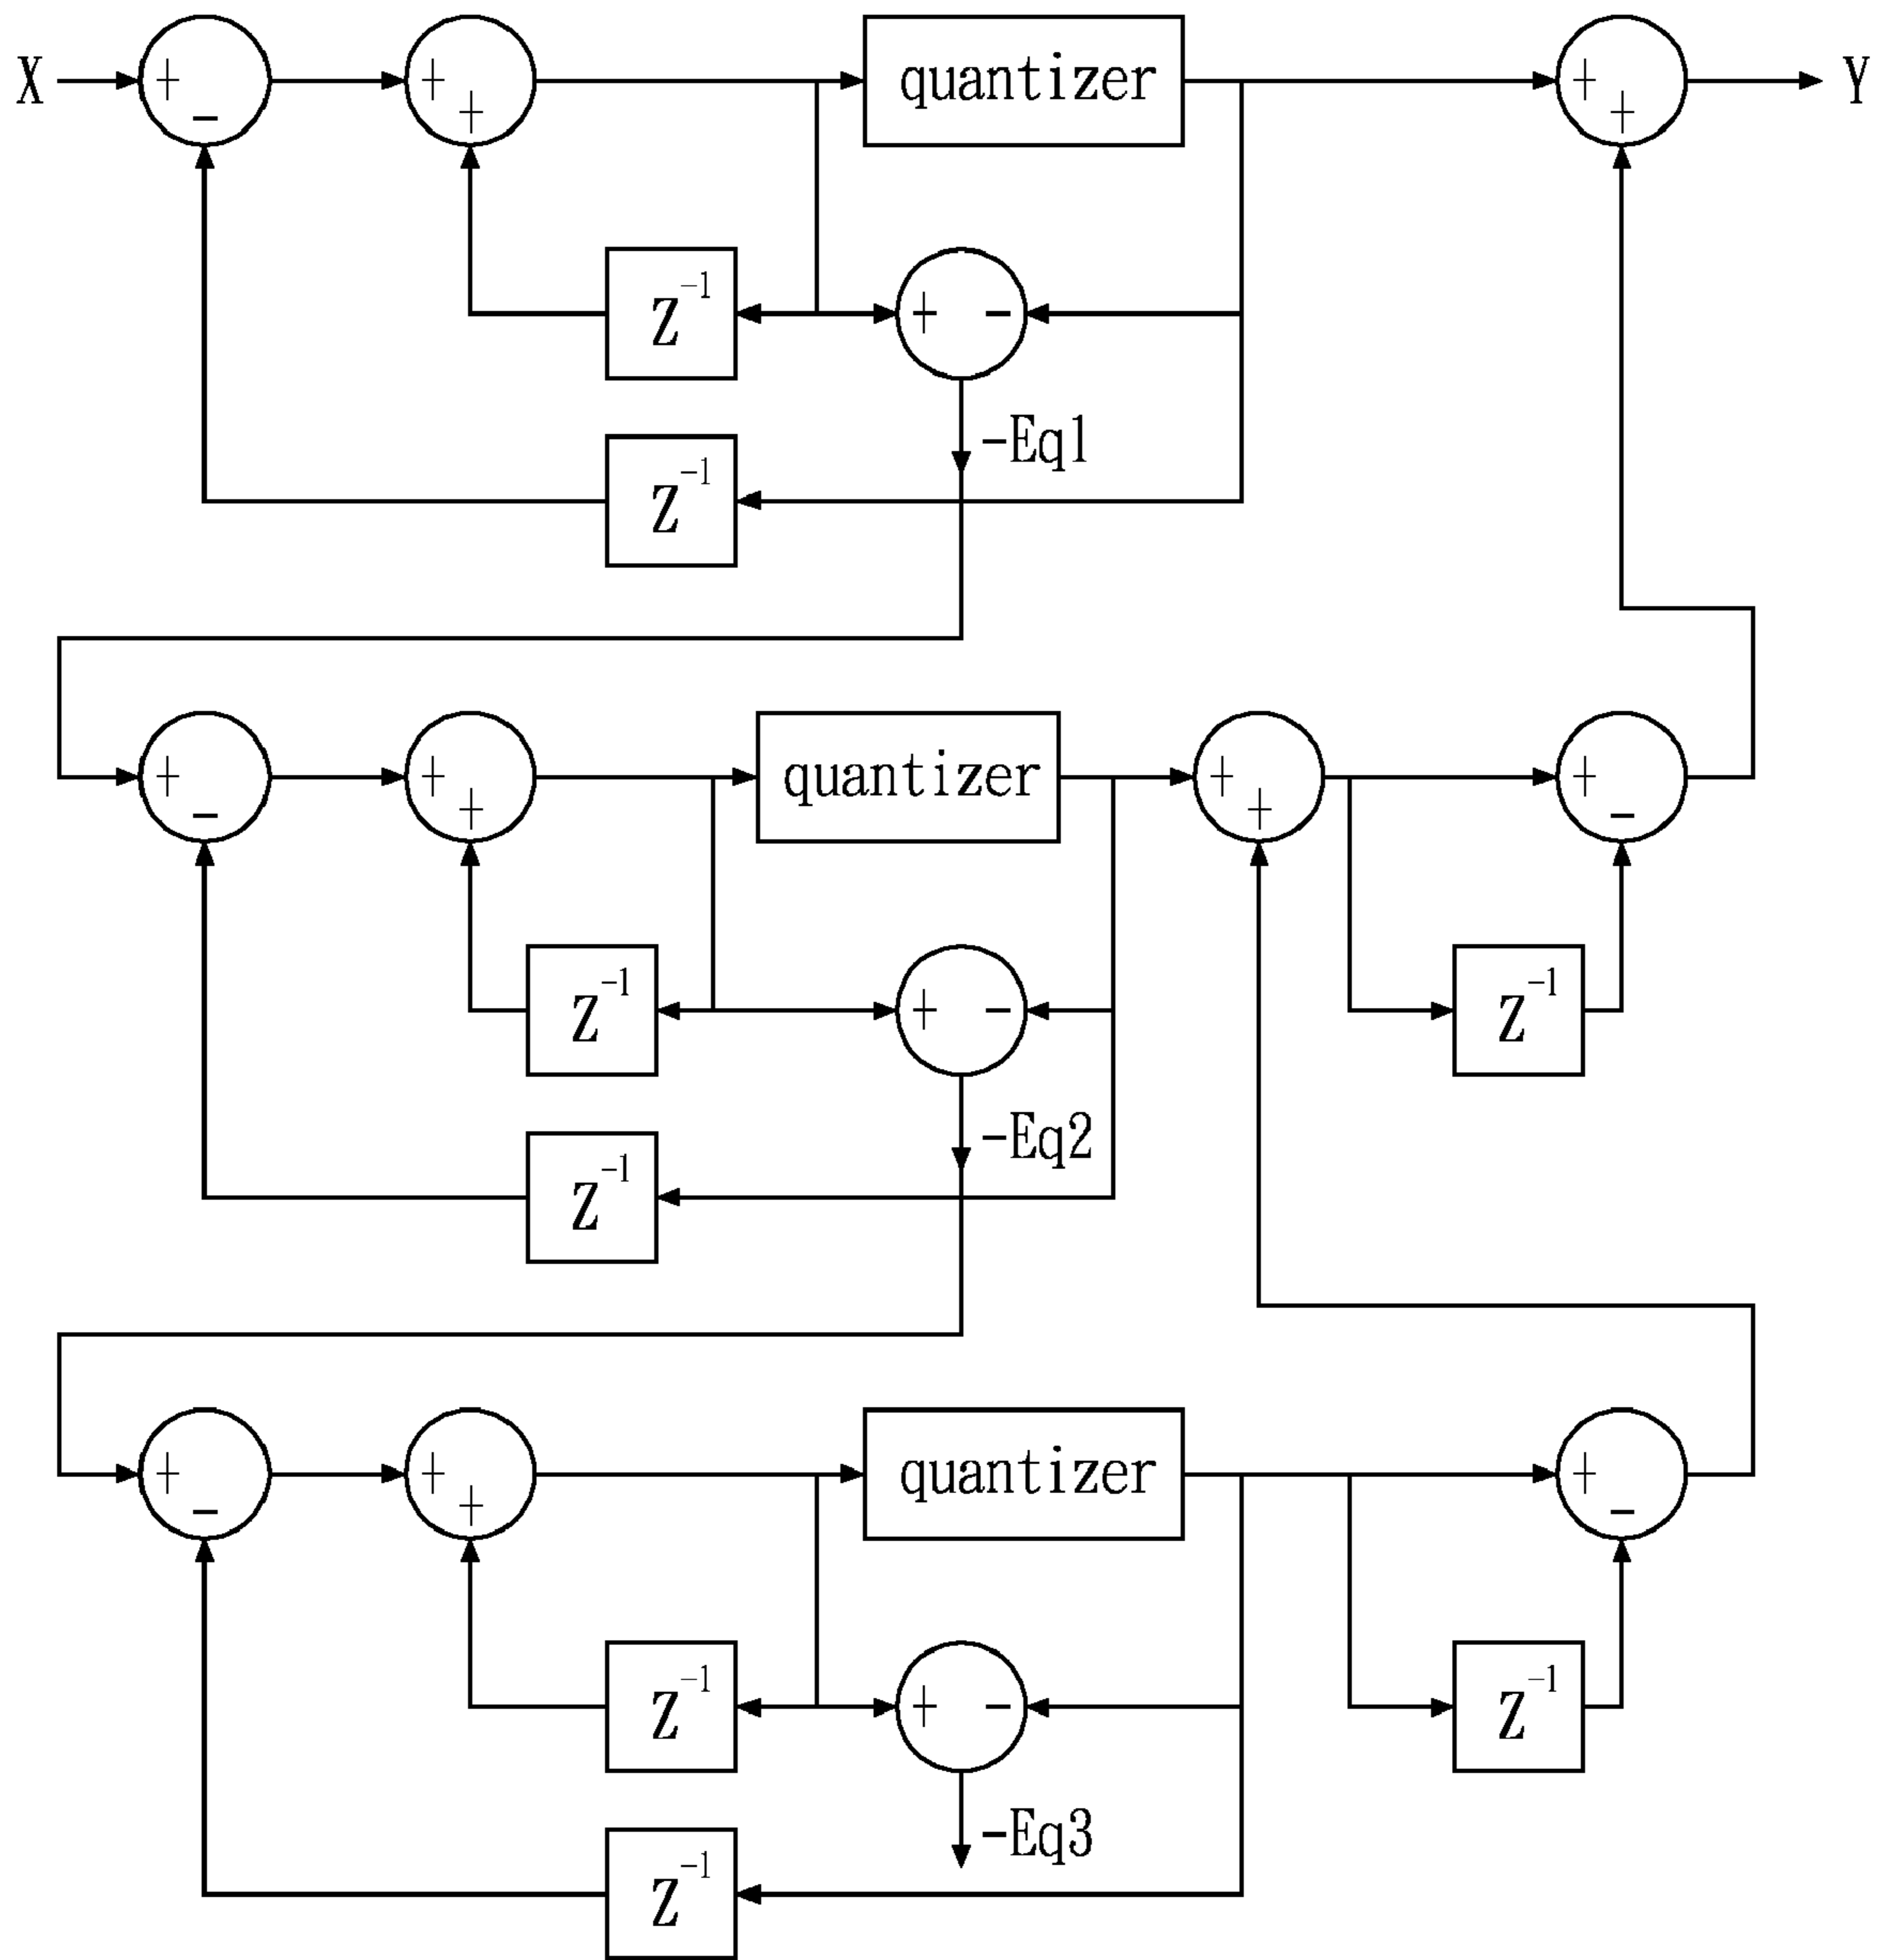 X + - + + quantizer + + Y
Z⁻¹ + -
-Eq1
Z⁻¹
+ - + + quantizer + + + -
Z⁻¹ + - Z⁻¹
-Eq2
Z⁻¹
+ - + + quantizer + -
Z⁻¹ + - Z⁻¹
-Eq3
Z⁻¹